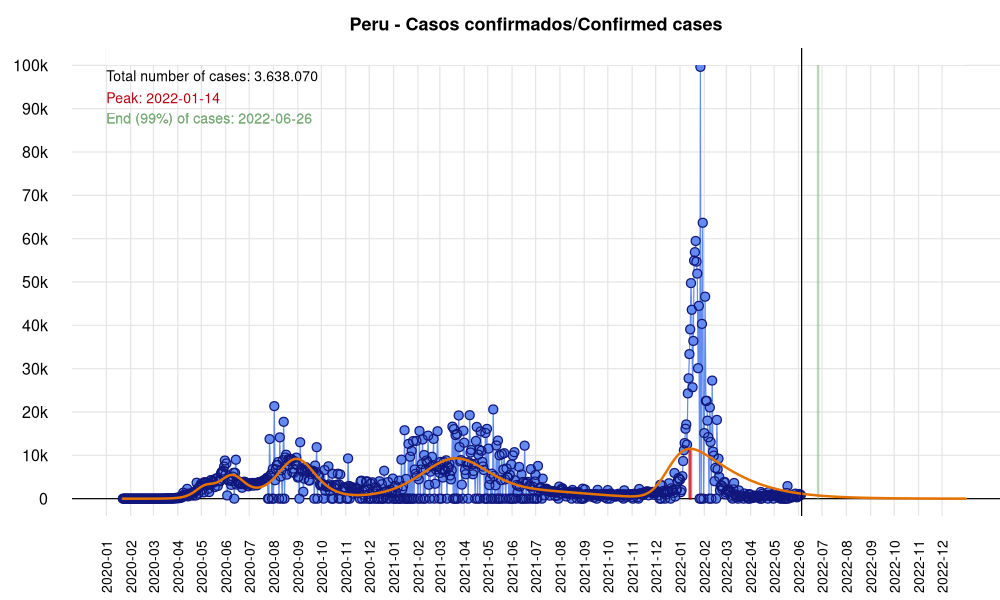 Peru - Casos confirmados/Confirmed cases
100k
90k
80k
70k
60k
50k
40k
30k
20k
10k
0
Total number of cases: 3.638.070
Peak: 2022-01-14
End (99%) of cases: 2022-06-26
2020-01
2020-02
2020-03
2020-04
2020-05
2020-06
2020-07
2020-08
2020-09
2020-10
2020-11
2020-12
2021-01
2021-02
2021-03
2021-04
2021-05
2021-06
2021-07
2021-08
2021-09
2021-10
2021-11
2021-12
2022-01
2022-02
2022-03
2022-04
2022-05
2022-06
2022-07
2022-08
2022-09
2022-10
2022-11
2022-12